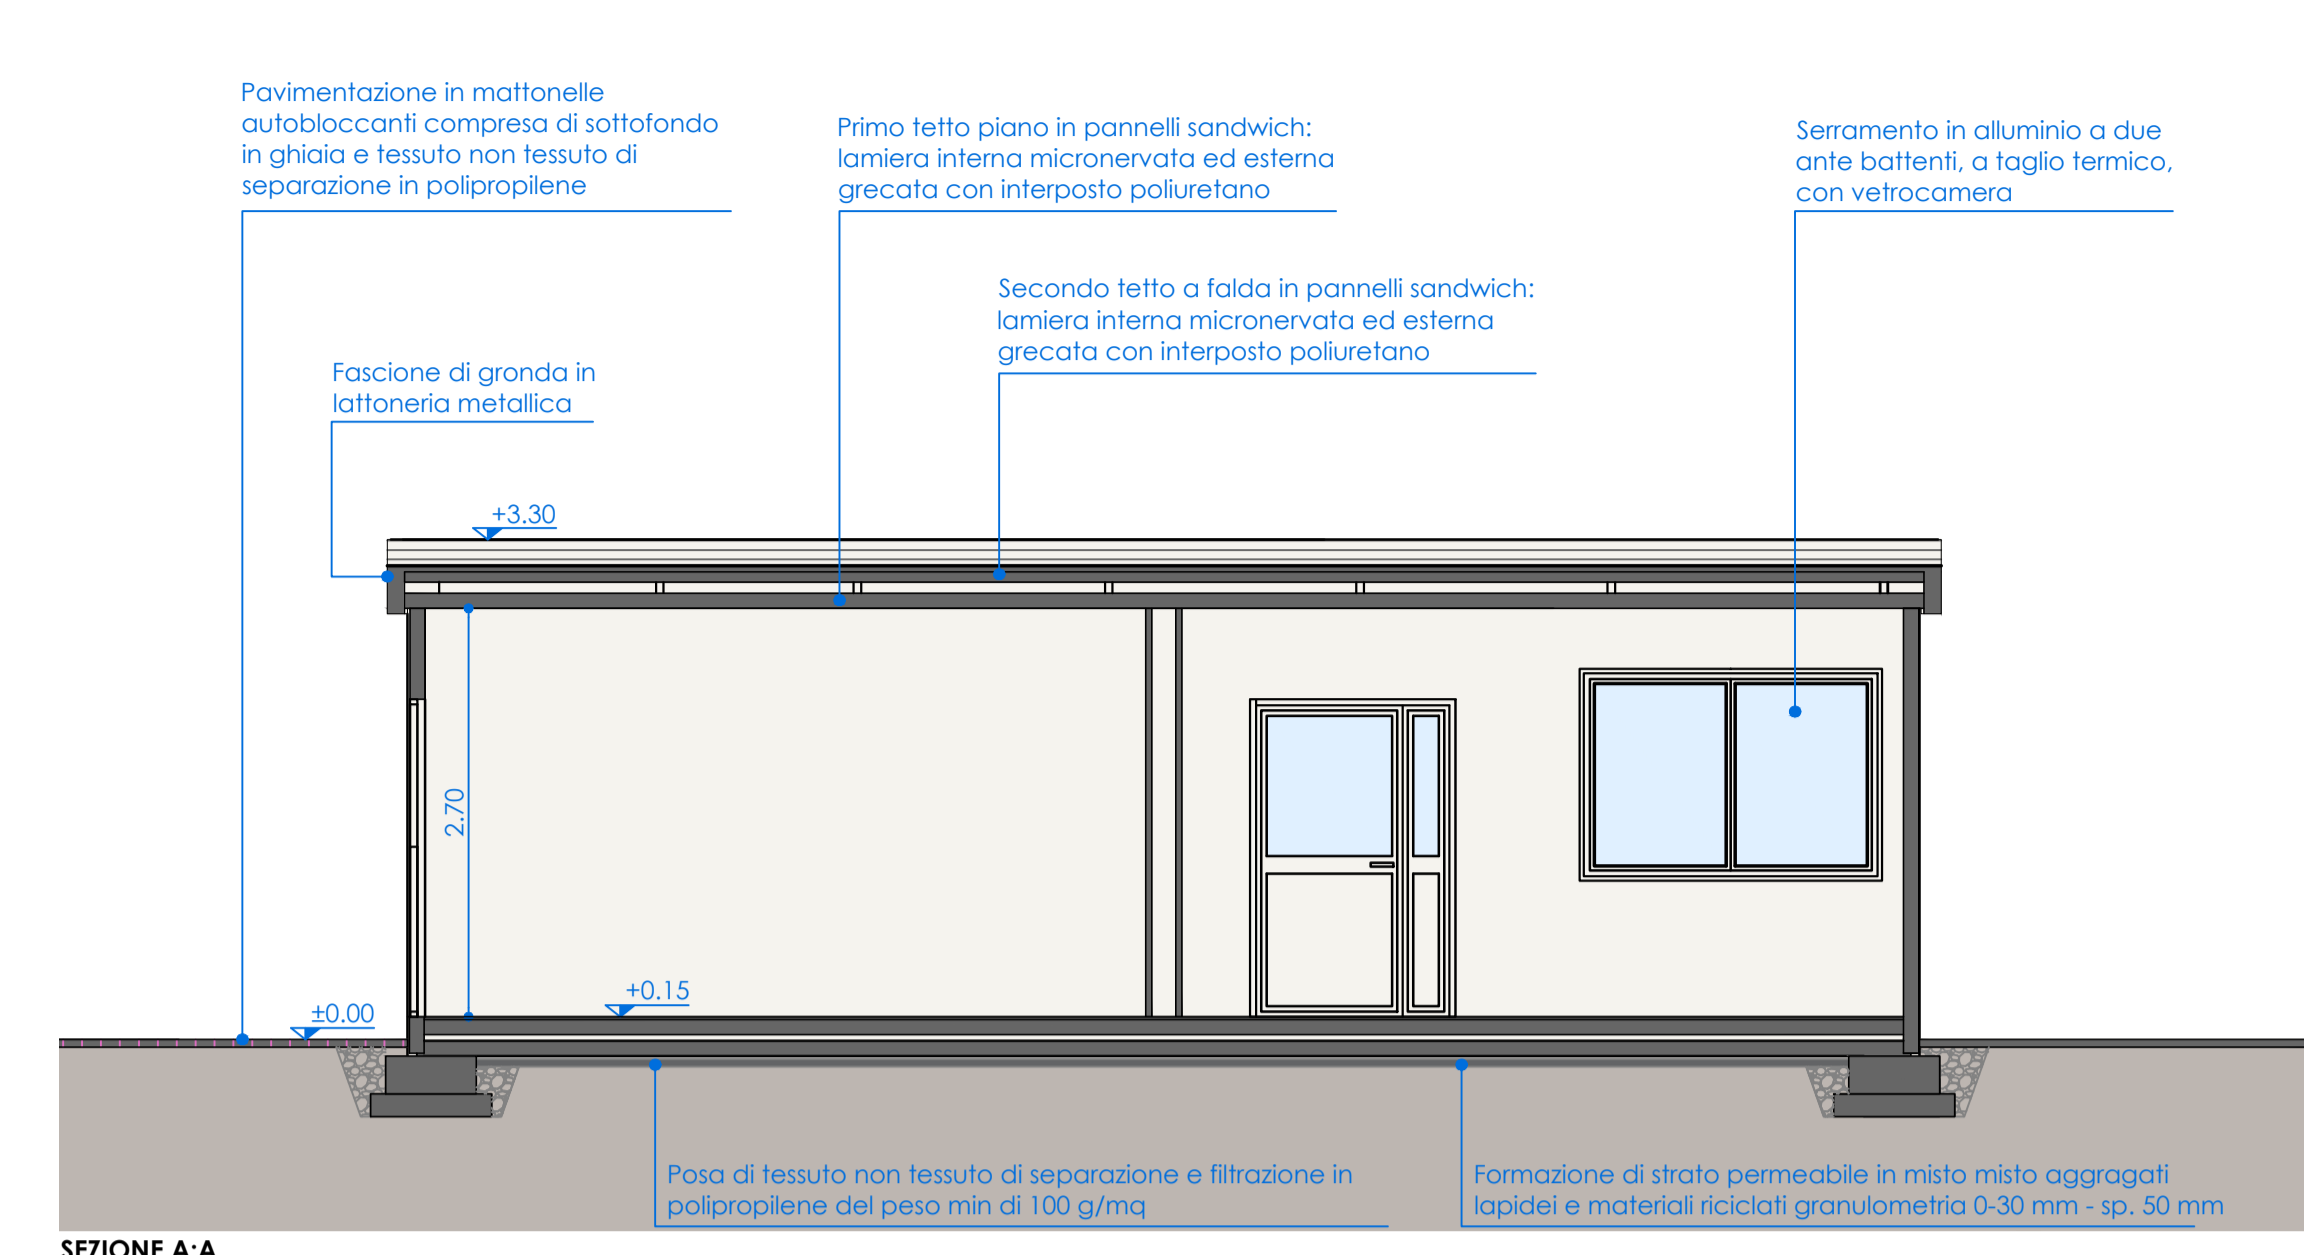 Pavimentazione in mattonelle
autobloccanti compresa di sottofondo
in ghiaia e tessuto non tessuto di
separazione in polipropilene
Primo tetto piano in pannelli sandwich:
lamiera interna micronervata ed esterna
grecata con interposto poliuretano
Serramento in alluminio a due
ante battenti, a taglio termico,
con vetrocamera
Secondo tetto a falda in pannelli sandwich:
lamiera interna micronervata ed esterna
grecata con interposto poliuretano
Fascione di gronda in
lattoneria metallica
+3.30
2.70
+0.15
±0.00
Posa di tessuto non tessuto di separazione e filtrazione in
polipropilene del peso min di 100 g/mq
Formazione di strato permeabile in misto misto aggragati
lapidei e materiali riciclati granulometria 0-30 mm - sp. 50 mm
SEZIONE A:A